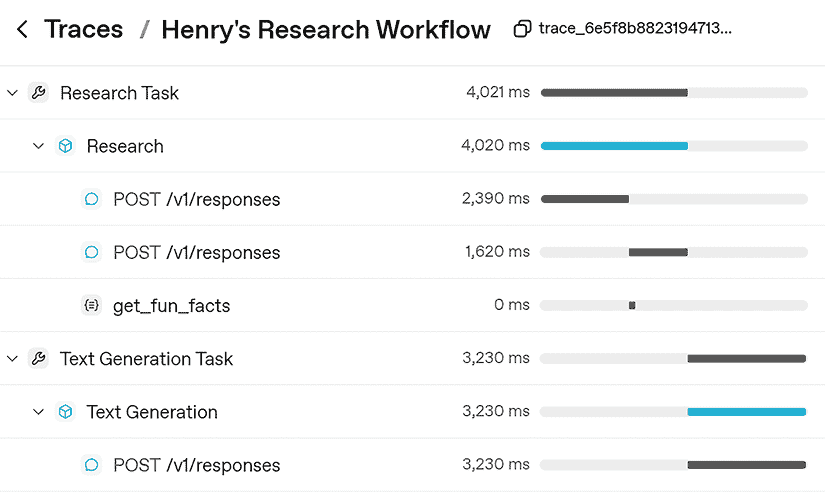 Traces / Henry's Research Workflow trace_6e5f8b8823194713...
Research Task 4,021 ms
Research 4,020 ms
POST /v1/responses 2,390 ms
POST /v1/responses 1,620 ms
get_fun_facts 0 ms
Text Generation Task 3,230 ms
Text Generation 3,230 ms
POST /v1/responses 3,230 ms